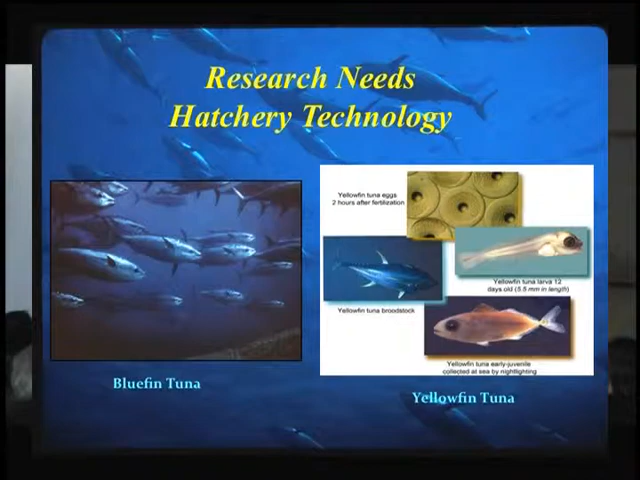 Research Needs
Hatchery Technology
Yellowfin tuna eggs
2 hours after fertilization
Yellowfin tuna larva 12
days old (5.5 mm in length)
Yellowfin tuna broodstock
Yellowfin tuna early-juvenile
collected at sea by nightlighting
Bluefin Tuna
Yellowfin Tuna